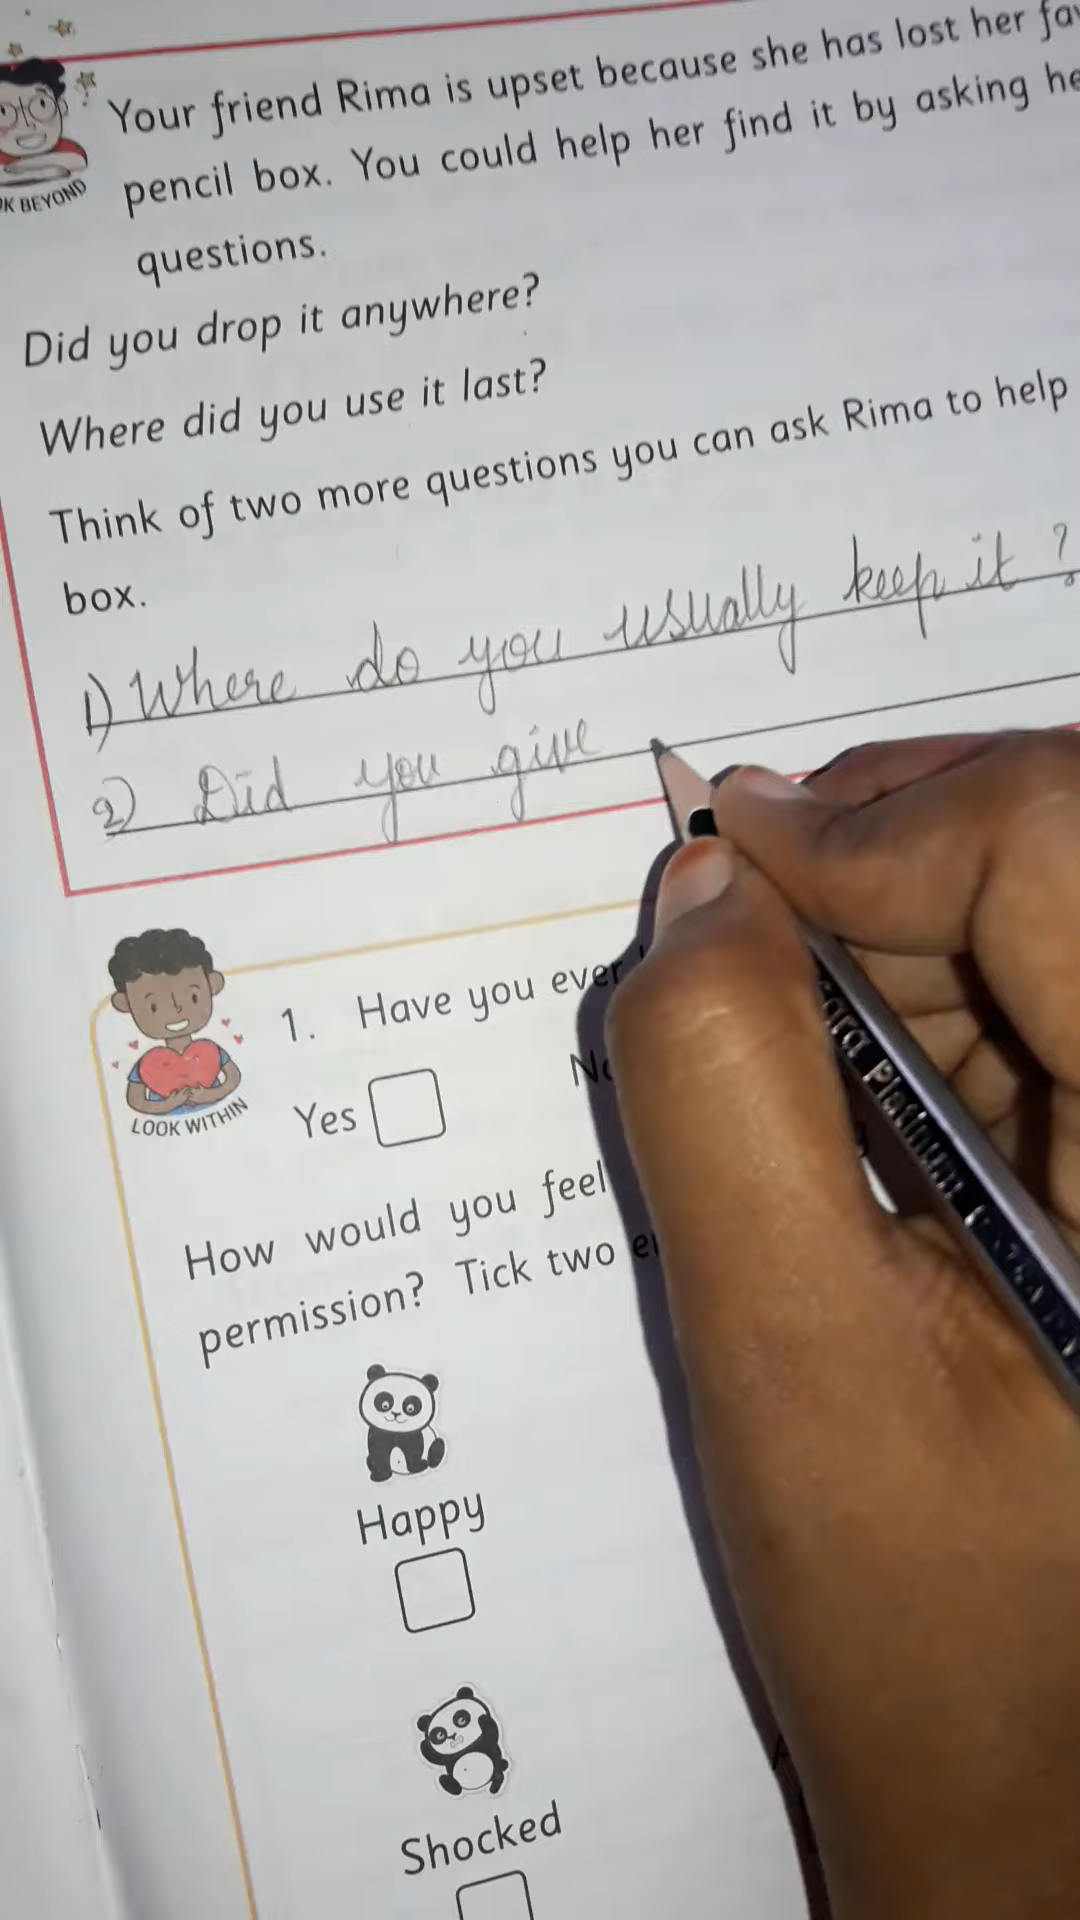 Your friend Rima is upset because she has lost her
pencil box. You could help her find it by asking
questions.
Did you drop it anywhere?
Where did you use it last?
Think of two more questions you can ask Rima to help
box.
1) Where do you usually keep it?
2) Did you give
1. Have you ever
Yes
LOOK WITHIN
How would you feel
permission? Tick two
Happy
Shocked
BEYOND
Platinum